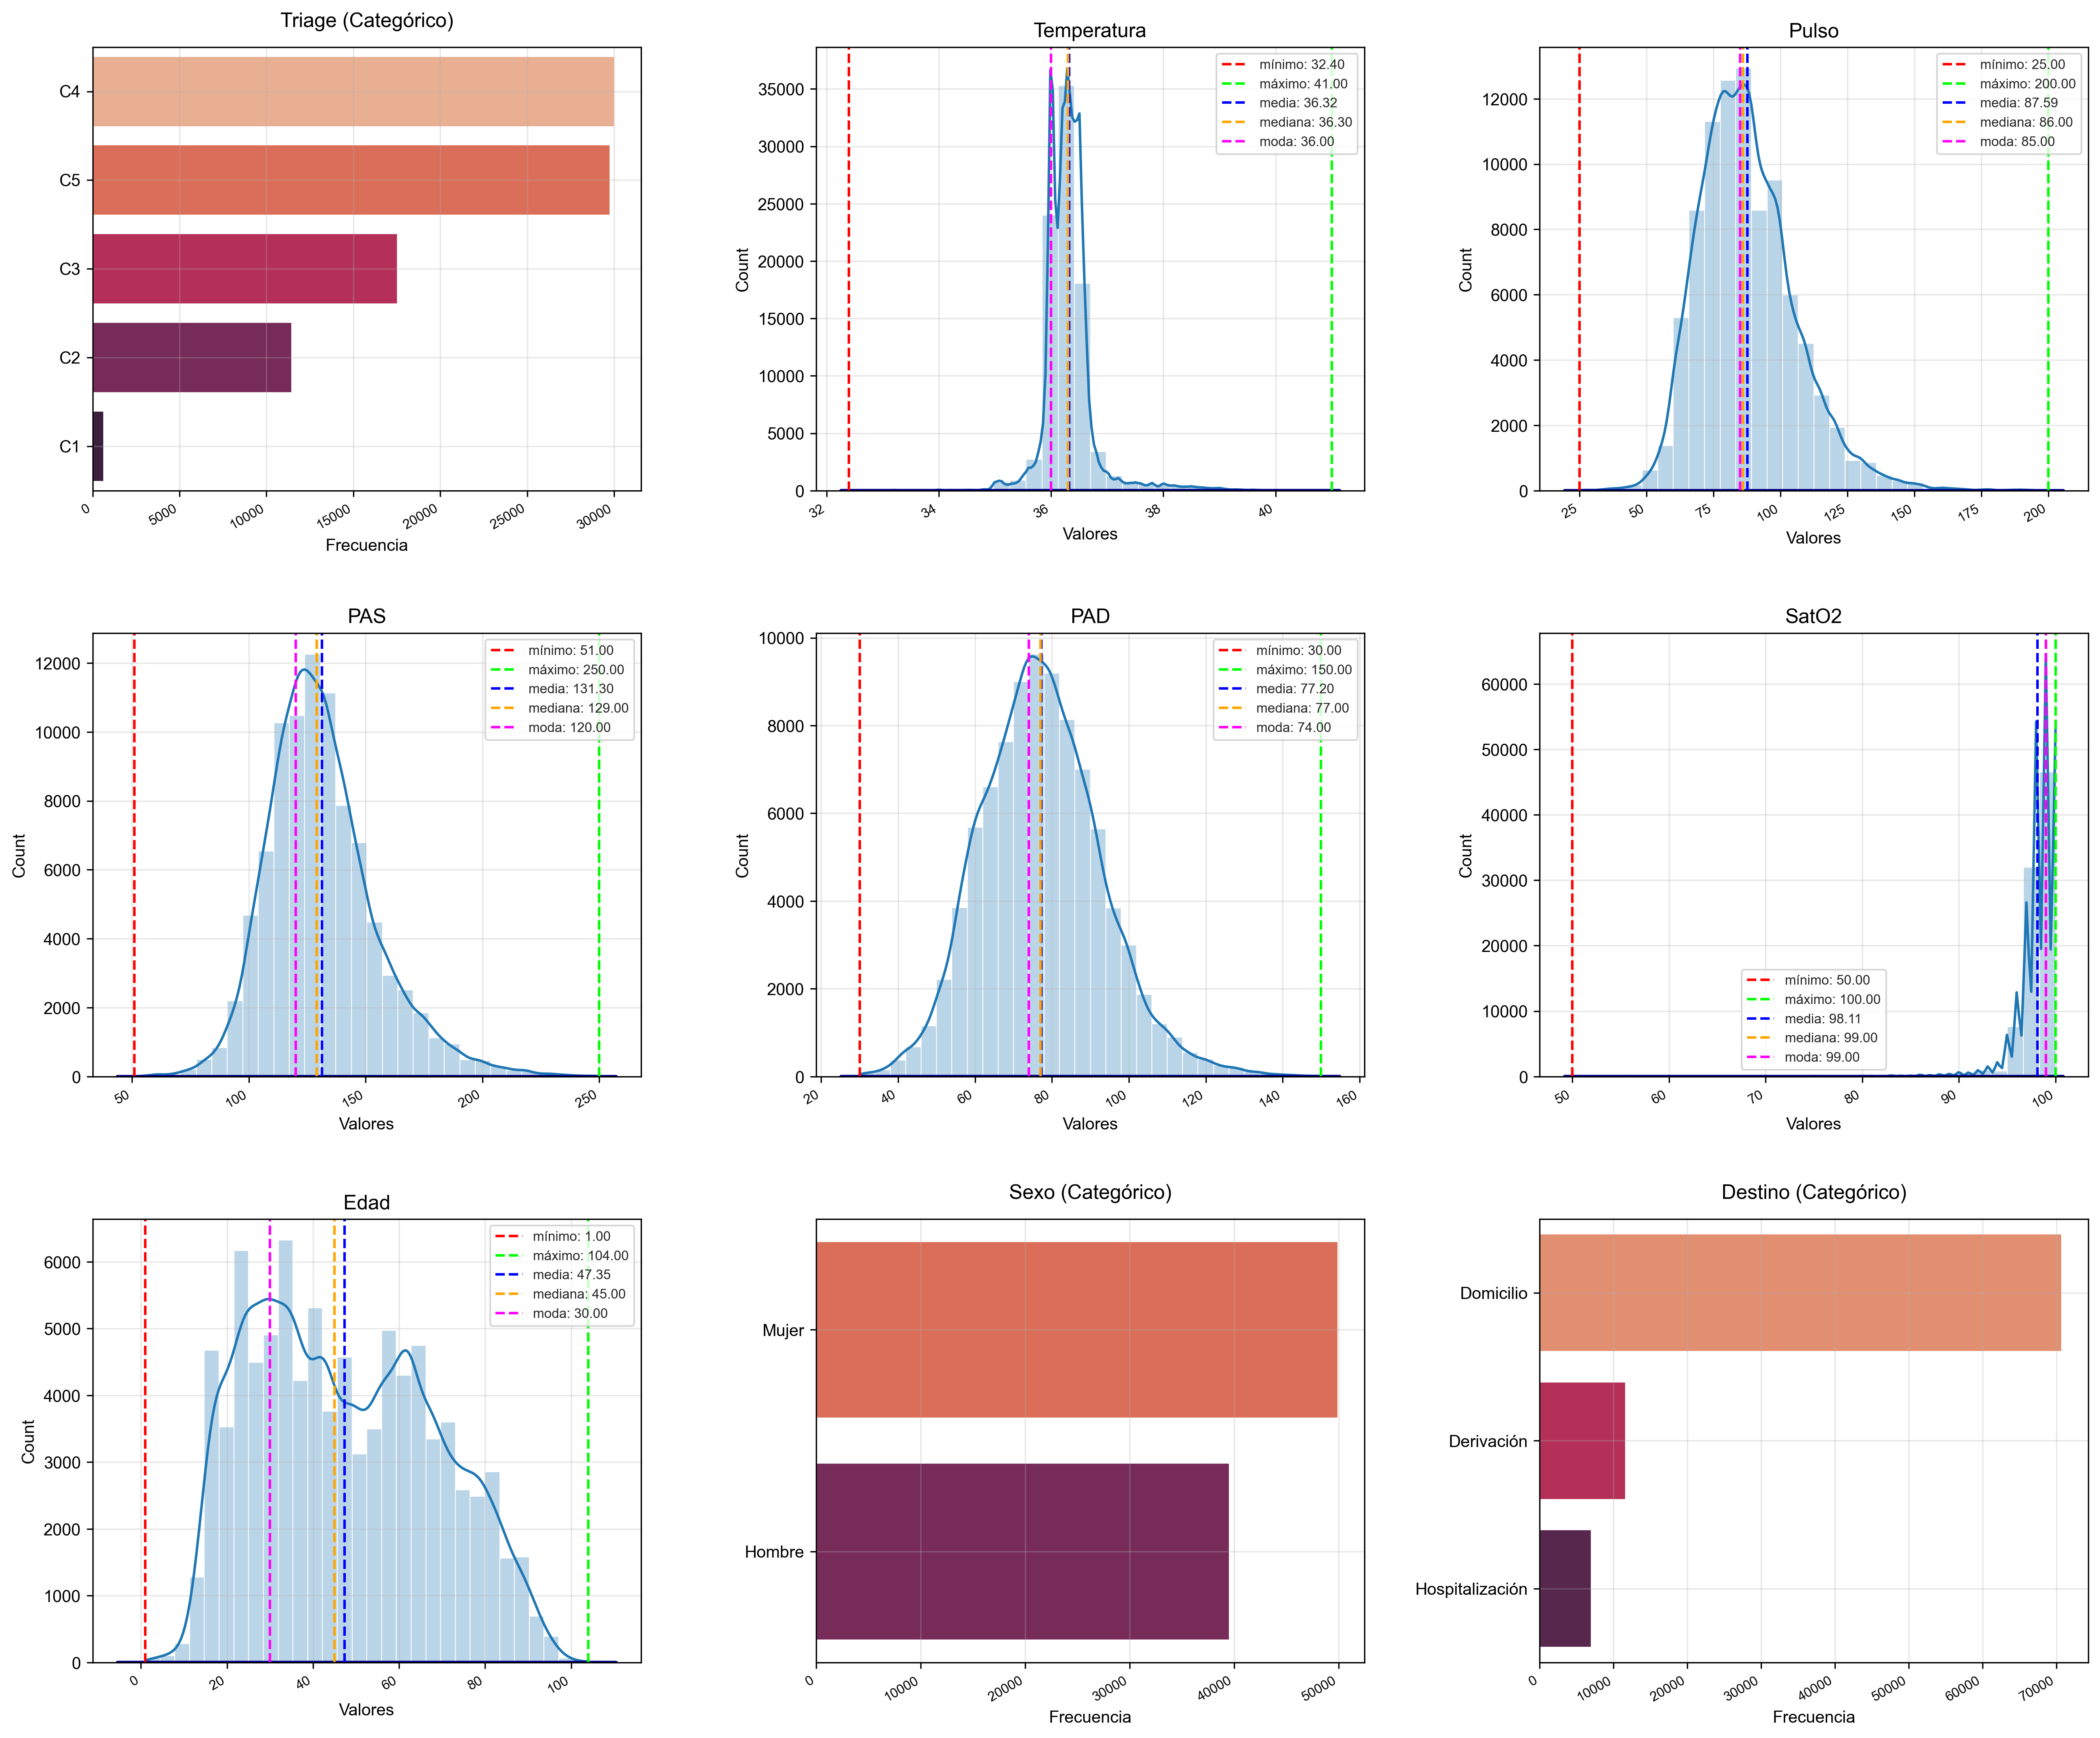 Triage (Categórico)
C4
C5
C3
C2
C1
0
5000
10000
15000
20000
25000
30000
Frecuencia
Temperatura
Count
35000
30000
25000
20000
15000
10000
5000
0
mínimo: 32.40
máximo: 41.00
media: 36.32
mediana: 36.30
moda: 36.00
32
34
36
38
40
Valores
Pulso
Count
12000
10000
8000
6000
4000
2000
0
mínimo: 25.00
máximo: 200.00
media: 87.59
mediana: 86.00
moda: 85.00
25
50
75
100
125
150
175
200
Valores
PAS
Count
12000
10000
8000
6000
4000
2000
0
mínimo: 51.00
máximo: 250.00
media: 131.30
mediana: 129.00
moda: 120.00
50
100
150
200
250
Valores
PAD
Count
10000
8000
6000
4000
2000
0
mínimo: 30.00
máximo: 150.00
media: 77.20
mediana: 77.00
moda: 74.00
20
40
60
80
100
120
140
160
Valores
SatO2
Count
60000
50000
40000
30000
20000
10000
0
mínimo: 50.00
máximo: 100.00
media: 98.11
mediana: 99.00
moda: 99.00
50
60
70
80
90
100
Valores
Edad
Count
6000
5000
4000
3000
2000
1000
0
mínimo: 1.00
máximo: 104.00
media: 47.35
mediana: 45.00
moda: 30.00
0
20
40
60
80
100
Valores
Sexo (Categórico)
Mujer
Hombre
0
10000
20000
30000
40000
50000
Frecuencia
Destino (Categórico)
Domicilio
Derivación
Hospitalización
0
10000
20000
30000
40000
50000
60000
70000
Frecuencia